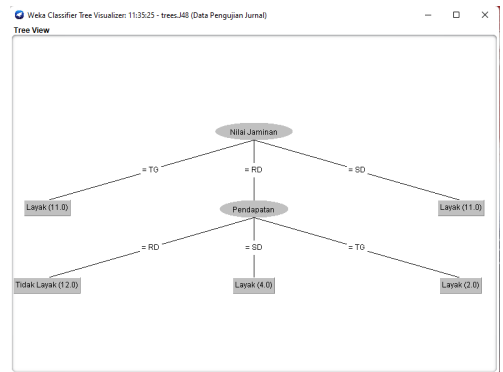 Weka Classifier Tree Visualizer: 11:35:25 - trees.J48 (Data Pengujian Jurnal)
Tree View
Nilai Jaminan
= TG
= RD
= SD
Layak (11.0)
Pendapatan
Layak (11.0)
= RD
= SD
= TG
Tidak Layak (12.0)
Layak (4.0)
Layak (2.0)